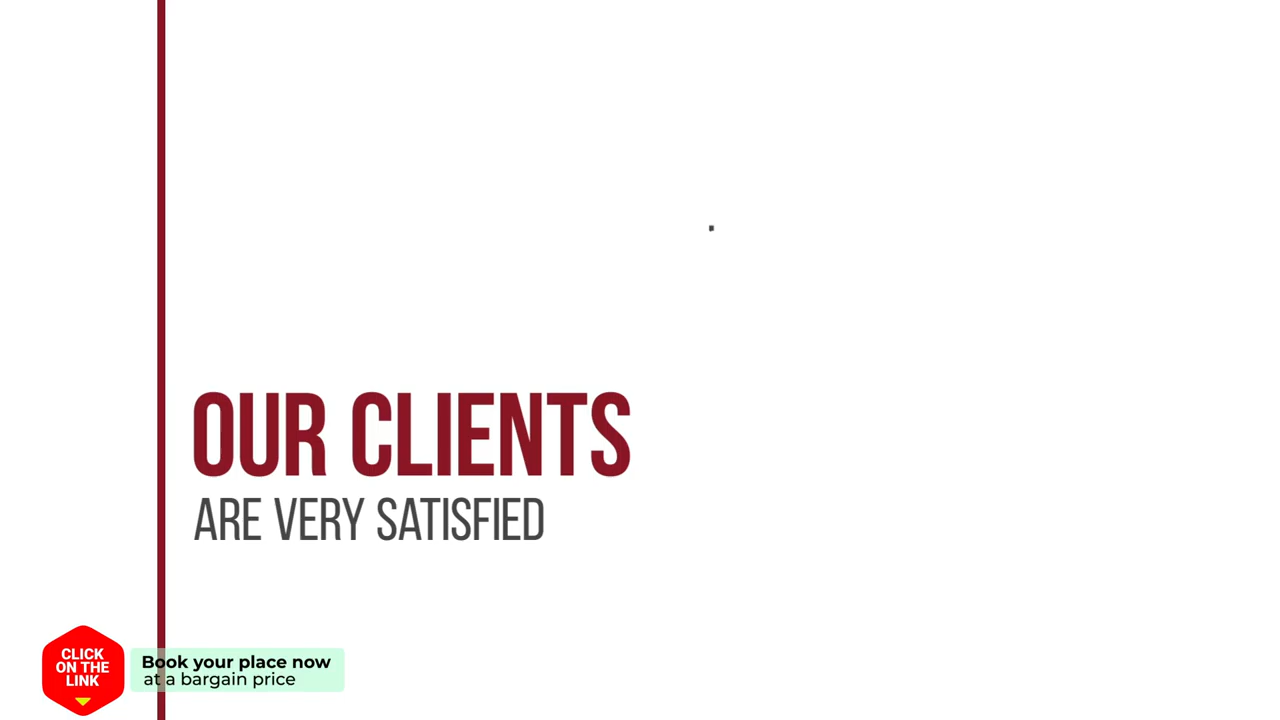 OUR CLIENTS
ARE VERY SATISFIED
CLICK
ON THE
LINK
Book your place now
at a bargain price